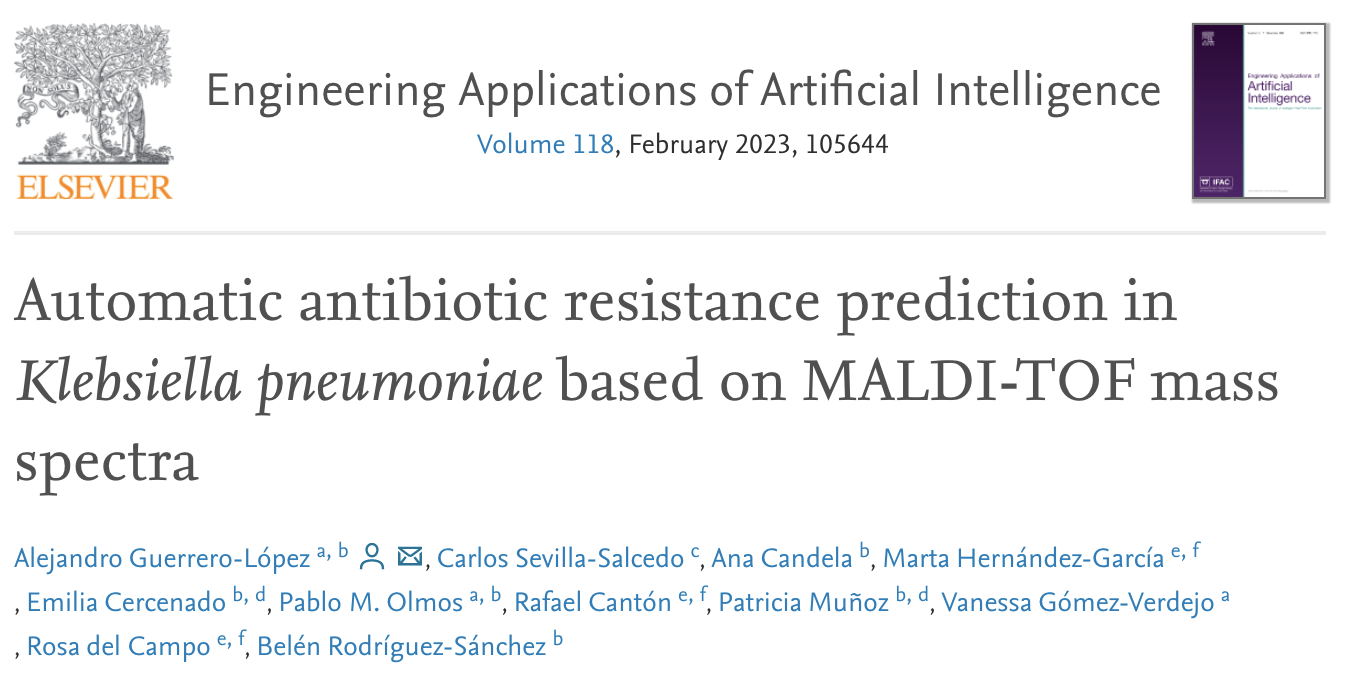 Engineering Applications of Artificial Intelligence
Volume 118, February 2023, 105644
ELSEVIER
Engineering Applications of
Artificial
Intelligence
IFAC
Automatic antibiotic resistance prediction in
Klebsiella pneumoniae based on MALDI-TOF mass
spectra
Alejandro Guerrero-López a, b, Carlos Sevilla-Salcedo c, Ana Candela b, Marta Hernández-García e, f
, Emilia Cercenado b, d, Pablo M. Olmos a, b, Rafael Cantón e, f, Patricia Muñoz b, d, Vanessa Gómez-Verdejo a
, Rosa del Campo e, f, Belén Rodríguez-Sánchez b